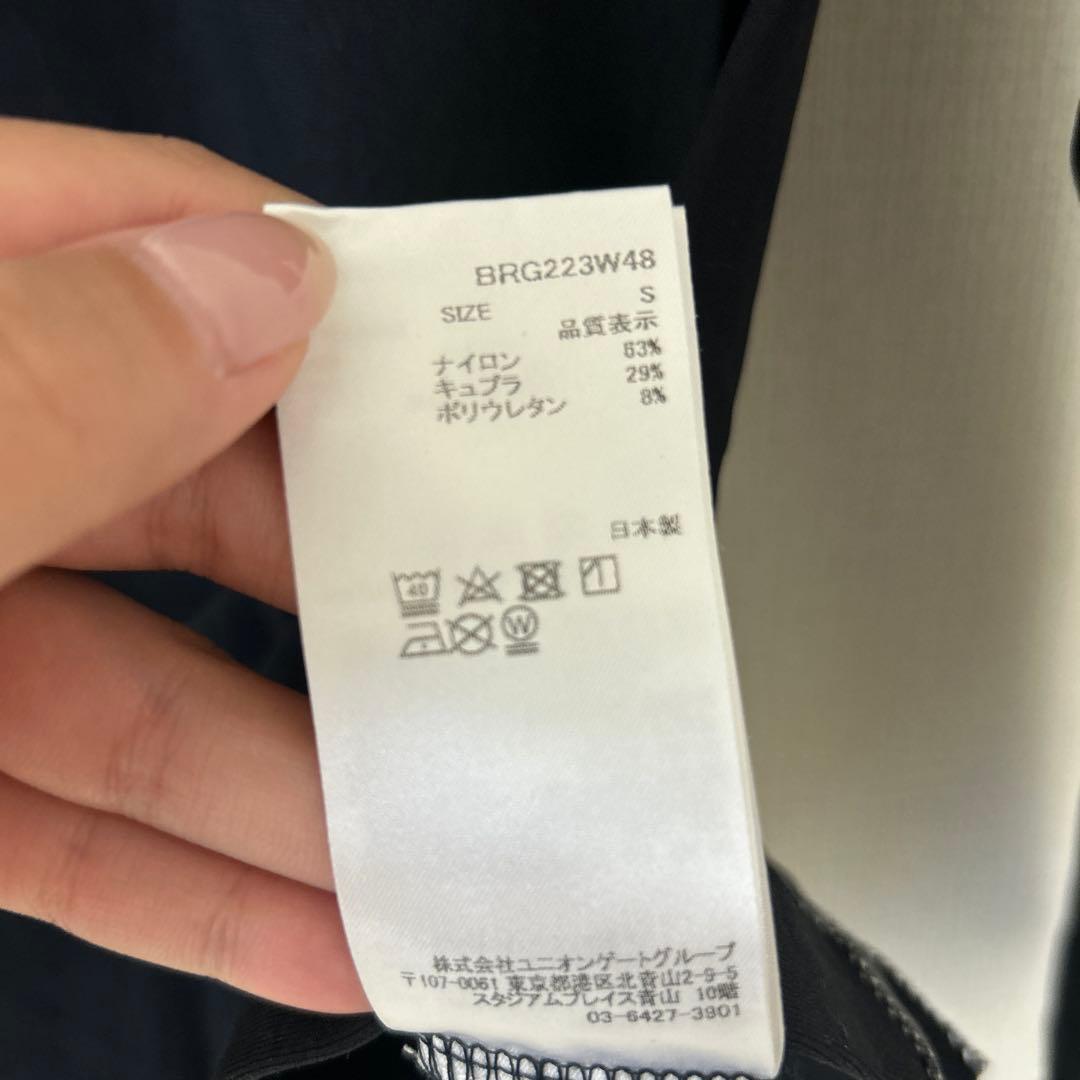 BRG223W48
SIZE S
品質表示
ナイロン 63%
キュプラ 29%
ポリウレタン 8%
日本製
40
W
株式会社ユニオンゲートグループ
〒107-0061 東京都港区北青山2-9-5
スタジアムプレイス青山 10階
03-6427-3901